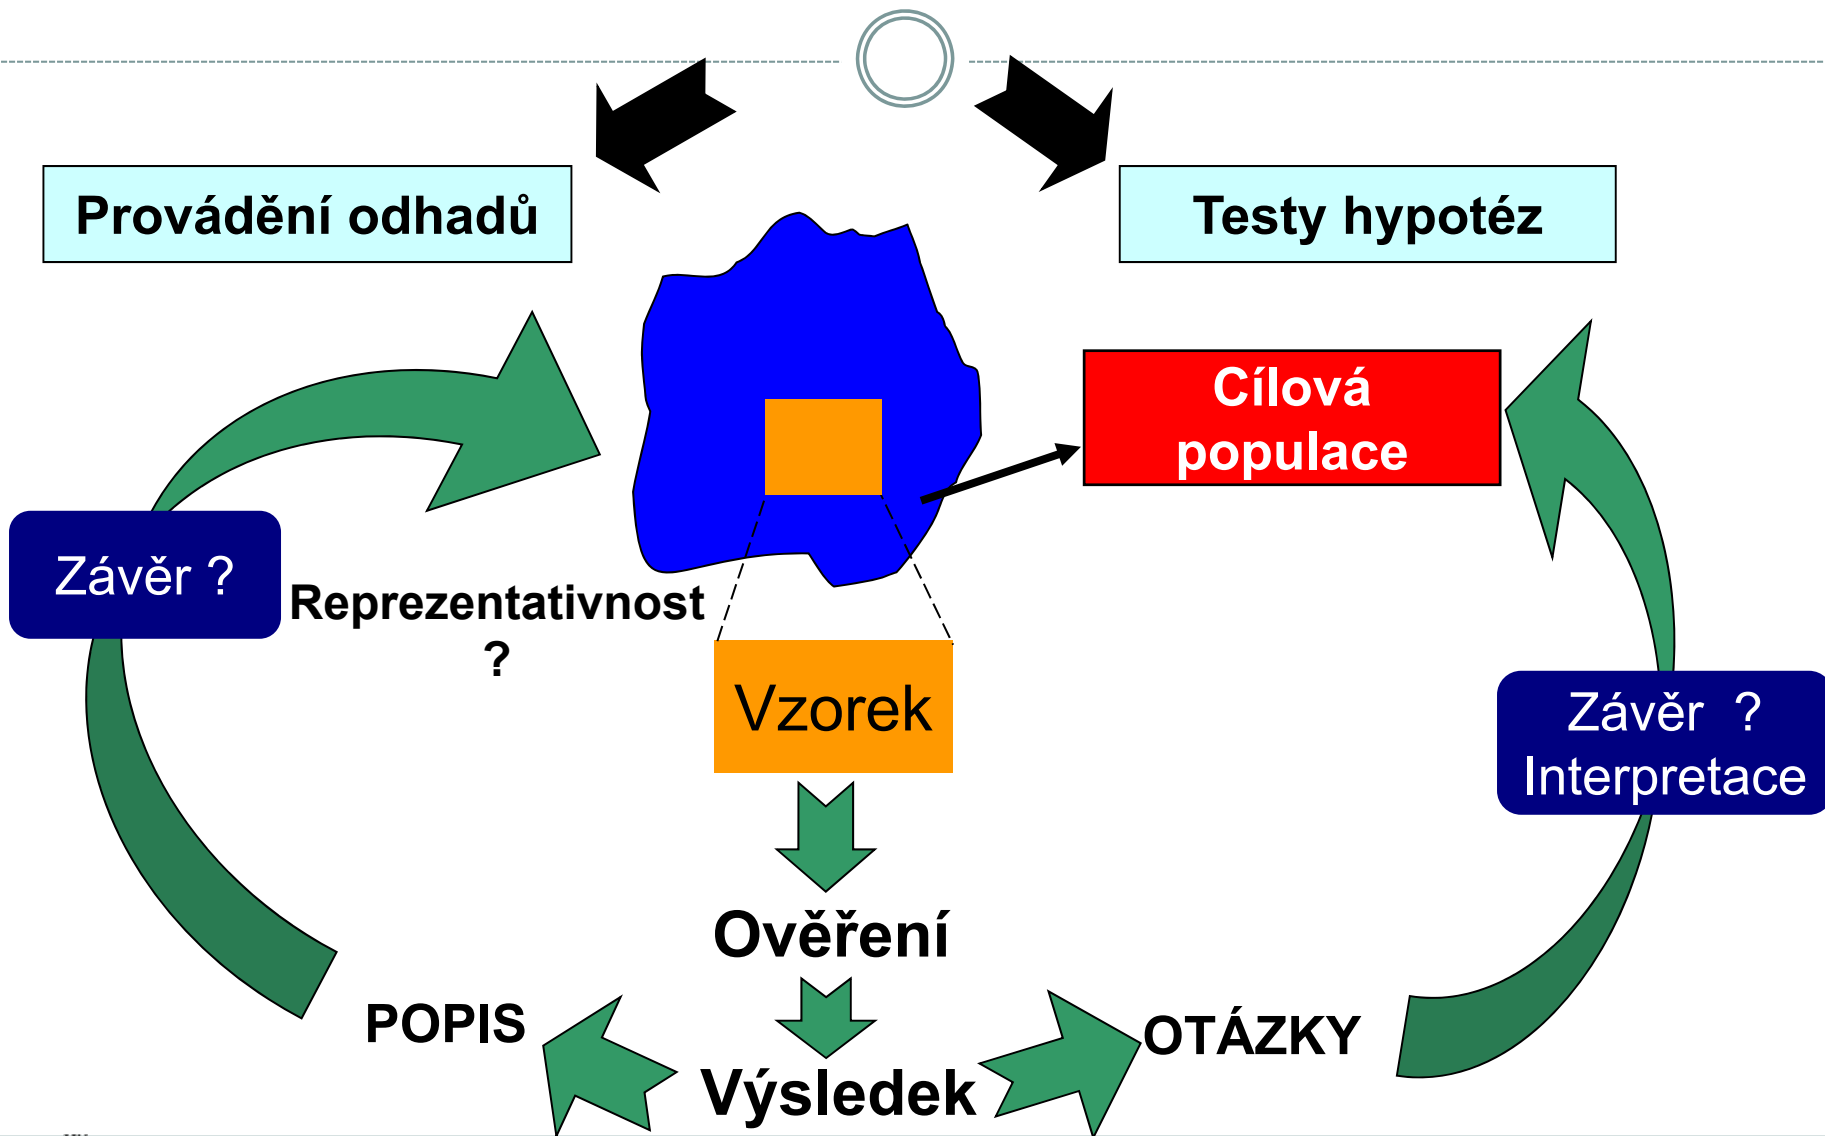 Provádění odhadů
Testy hypotéz
Cílová
populace
Závěr ?
Reprezentativnost
?
Vzorek
Závěr ?
Interpretace
Ověření
POPIS
OTÁZKY
Výsledek